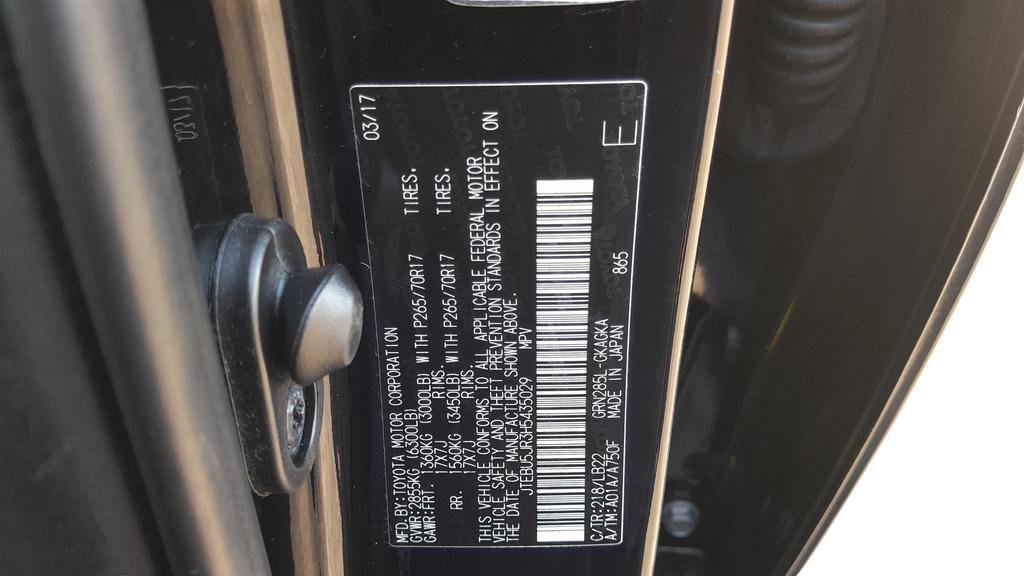 03/17
MFD.BY:TOYOTA MOTOR CORPORATION
GVWR:2855KG (6300LB)
GAWR:FRT. 1360KG (3000LB) WITH P265/70R17 TIRES.
17X7J RIMS.
RR. 1560KG (3450LB) WITH P265/70R17 TIRES.
17X7J RIMS.
THIS VEHICLE CONFORMS TO ALL APPLICABLE FEDERAL MOTOR
VEHICLE SAFETY AND THEFT PREVENTION STANDARDS IN EFFECT ON
THE DATE OF MANUFACTURE SHOWN ABOVE.
JTEBU5JR3H5435029 MPV
C/TR:218/LB22 GRN285L-GKAGKA 865
A/TM:A01A/A750F MADE IN JAPAN
E